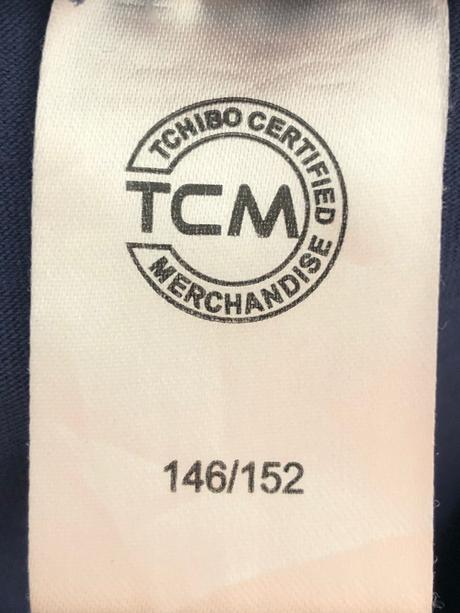 TCHIBO CERTIFIED
TCM
MERCHANDISE
146/152